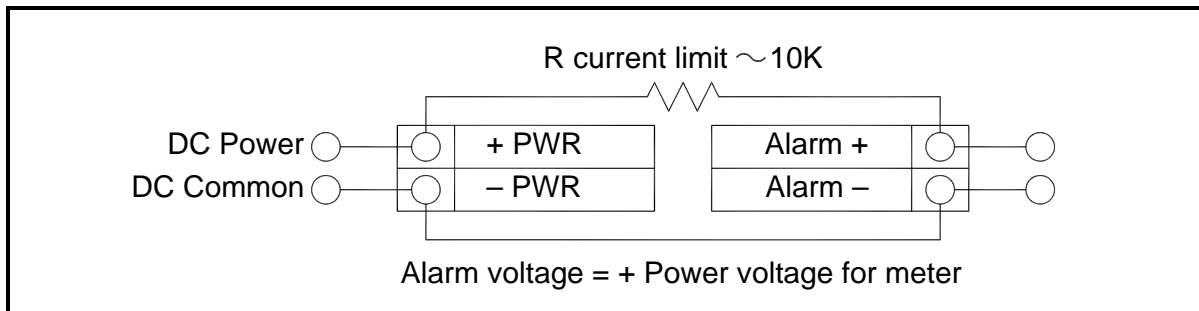 R current limit ～10K
DC Power
+ PWR
Alarm +
DC Common
– PWR
Alarm –
Alarm voltage = + Power voltage for meter